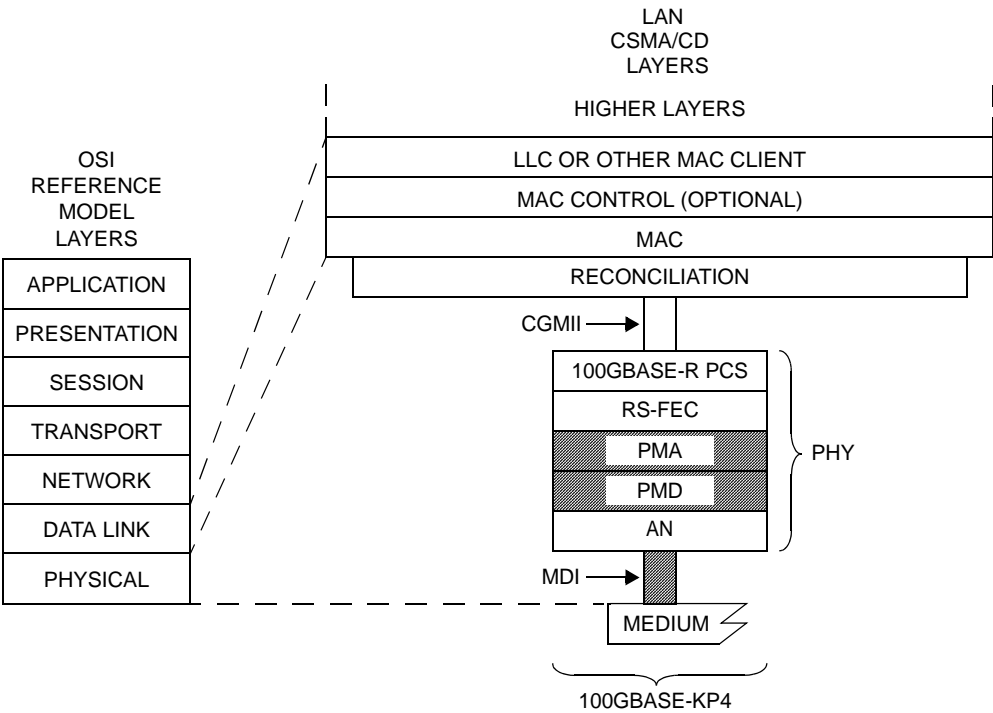 LAN
CSMA/CD
LAYERS
HIGHER LAYERS
LLC OR OTHER MAC CLIENT
MAC CONTROL (OPTIONAL)
MAC
RECONCILIATION
OSI
REFERENCE
MODEL
LAYERS
APPLICATION
PRESENTATION
SESSION
TRANSPORT
NETWORK
DATA LINK
PHYSICAL
CGMII
100GBASE-R PCS
RS-FEC
PMA
PMD
AN
PHY
MDI
MEDIUM
100GBASE-KP4